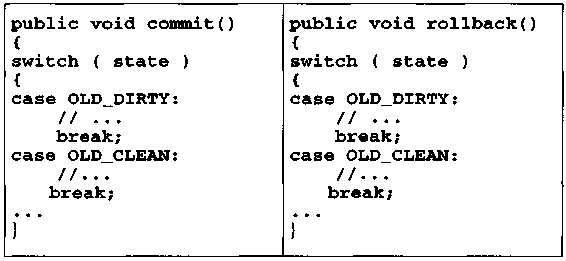 public void commit()
{
switch ( state )
{
case OLD_DIRTY:
// ...
break;
case OLD_CLEAN:
//...
break;
...
}
public void rollback()
{
switch ( state )
{
case OLD_DIRTY:
// ...
break;
case OLD_CLEAN:
//...
break;
...
}